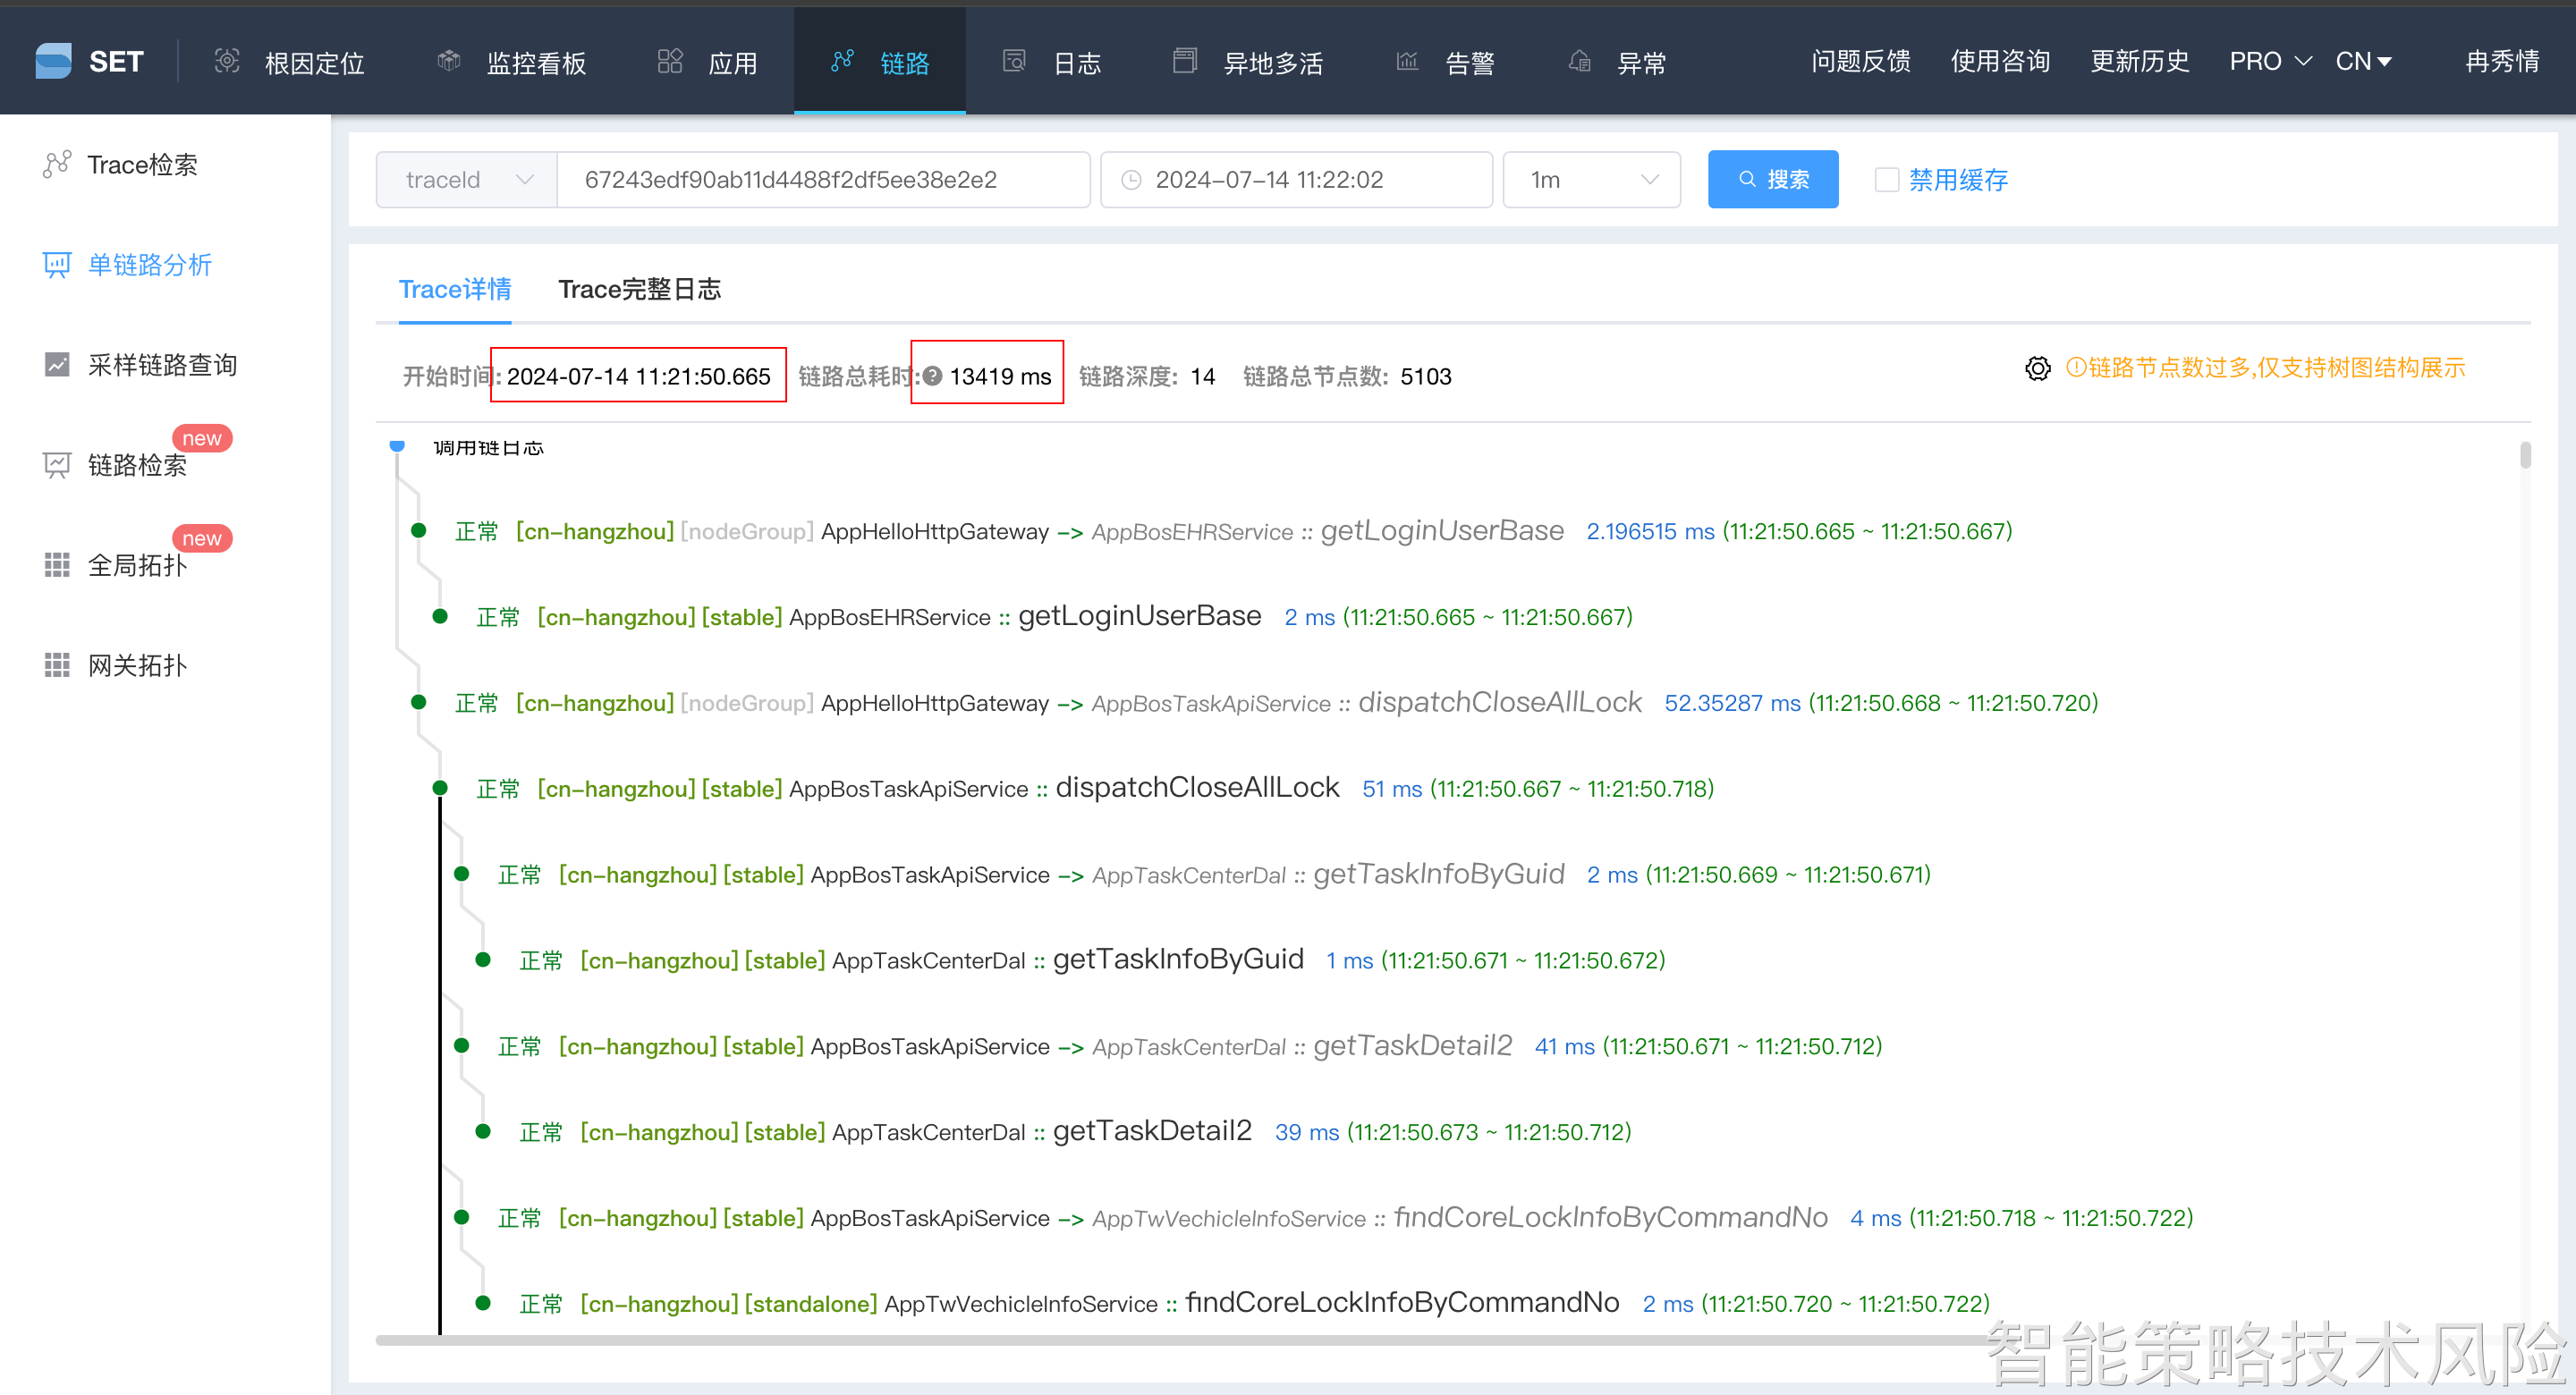 SET 根因定位 监控看板 应用 链路 日志 异地多活 告警 异常 问题反馈 使用咨询 更新历史 PRO CN 冉秀情
Trace检索
单链路分析
采样链路查询
new
链路检索
new
全局拓扑
网关拓扑
traceId 67243edf90ab11d4488f2df5ee38e2e2 2024-07-14 11:22:02 1m 搜索 禁用缓存
Trace详情 Trace完整日志
开始时间: 2024-07-14 11:21:50.665 链路总耗时: 13419 ms 链路深度: 14 链路总节点数: 5103 链路节点数过多,仅支持树图结构展示
调用链日志
正常 [cn-hangzhou] [nodeGroup] AppHelloHttpGateway -> AppBosEHRService :: getLoginUserBase 2.196515 ms (11:21:50.665 ~ 11:21:50.667)
正常 [cn-hangzhou] [stable] AppBosEHRService :: getLoginUserBase 2 ms (11:21:50.665 ~ 11:21:50.667)
正常 [cn-hangzhou] [nodeGroup] AppHelloHttpGateway -> AppBosTaskApiService :: dispatchCloseAllLock 52.35287 ms (11:21:50.668 ~ 11:21:50.720)
正常 [cn-hangzhou] [stable] AppBosTaskApiService :: dispatchCloseAllLock 51 ms (11:21:50.667 ~ 11:21:50.718)
正常 [cn-hangzhou] [stable] AppBosTaskApiService -> AppTaskCenterDal :: getTaskInfoByGuid 2 ms (11:21:50.669 ~ 11:21:50.671)
正常 [cn-hangzhou] [stable] AppTaskCenterDal :: getTaskInfoByGuid 1 ms (11:21:50.671 ~ 11:21:50.672)
正常 [cn-hangzhou] [stable] AppBosTaskApiService -> AppTaskCenterDal :: getTaskDetail2 41 ms (11:21:50.671 ~ 11:21:50.712)
正常 [cn-hangzhou] [stable] AppTaskCenterDal :: getTaskDetail2 39 ms (11:21:50.673 ~ 11:21:50.712)
正常 [cn-hangzhou] [stable] AppBosTaskApiService -> AppTwVechicleInfoService :: findCoreLockInfoByCommandNo 4 ms (11:21:50.718 ~ 11:21:50.722)
正常 [cn-hangzhou] [standalone] AppTwVechicleInfoService :: findCoreLockInfoByCommandNo 2 ms (11:21:50.720 ~ 11:21:50.722)
智能策略技术风险